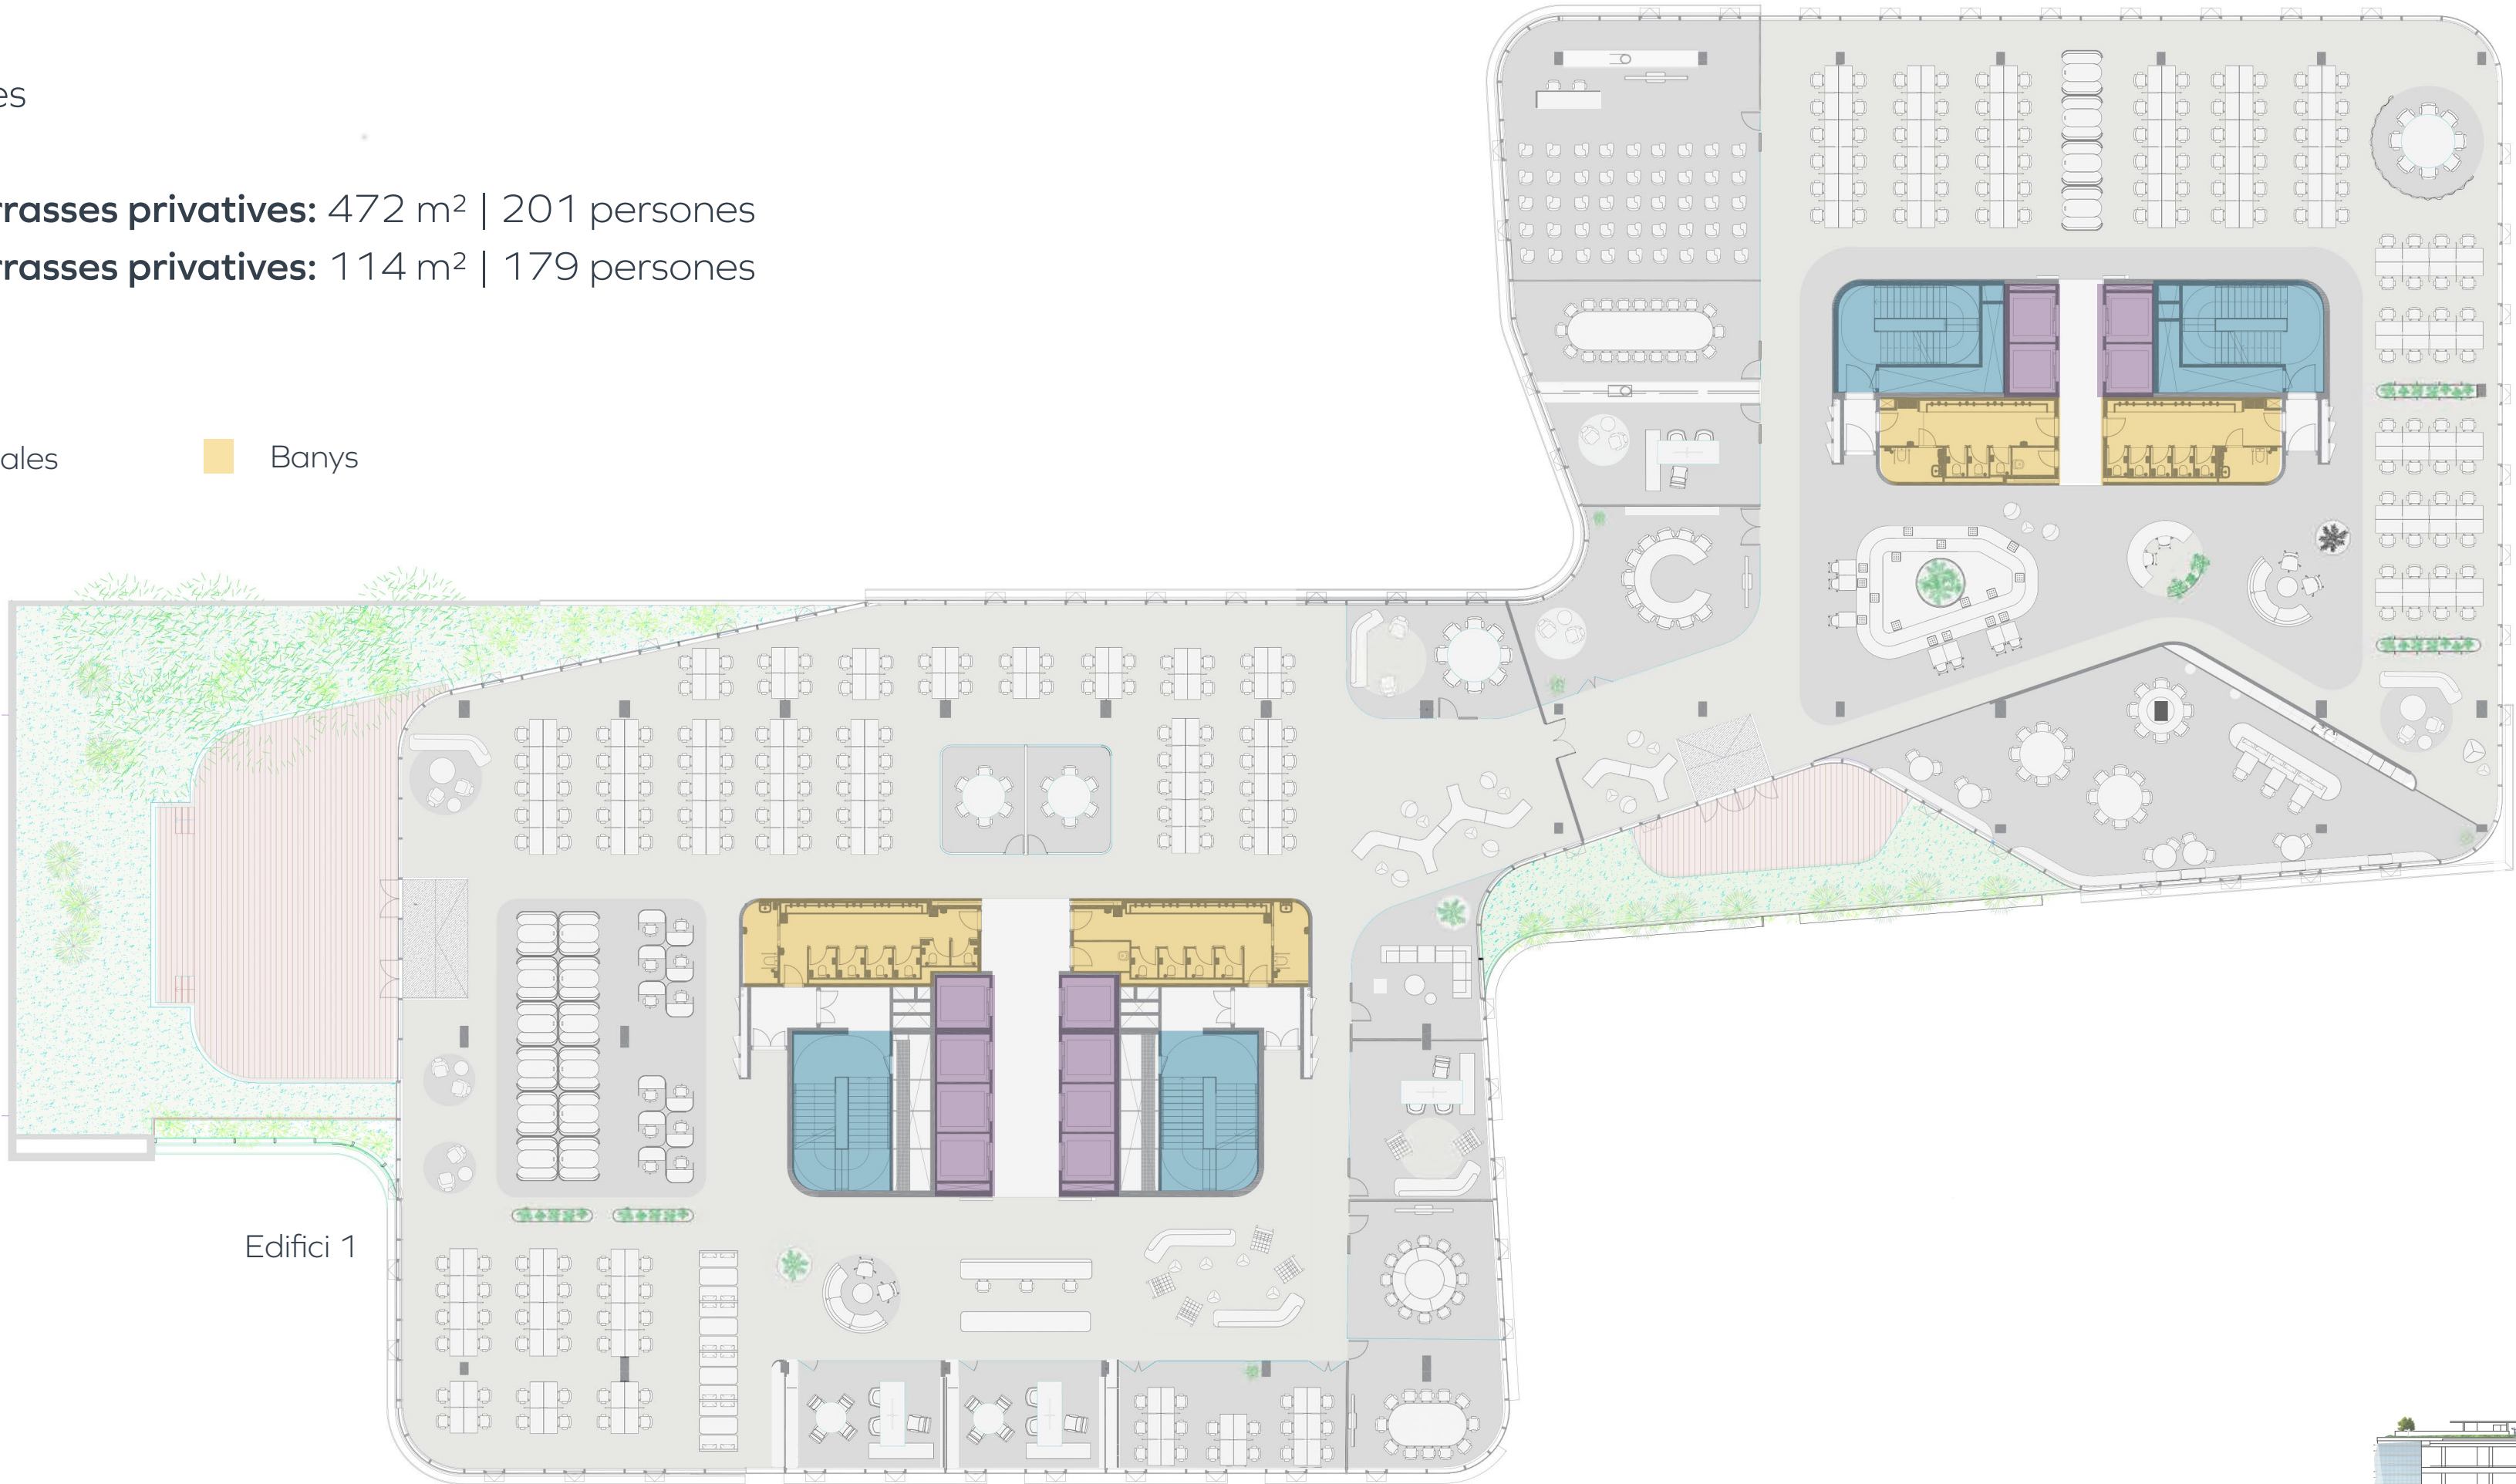 es
rrasses privatives: 472 m² | 201 persones
rrasses privatives: 114 m² | 179 persones
ales
Banys
Edifici 1